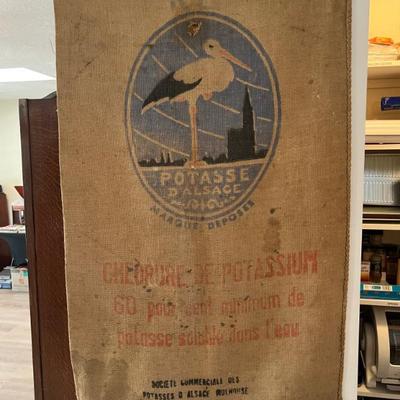 POTASSE
D'ALSACE
MARQUE DEPOSEE
CHLORURE DE POTASSIUM
60 pour cent minimum de
potasse soluble dans l'eau
SOCIETE COMMERCIALE DES
POTASSES D'ALSACE MULHOUSE